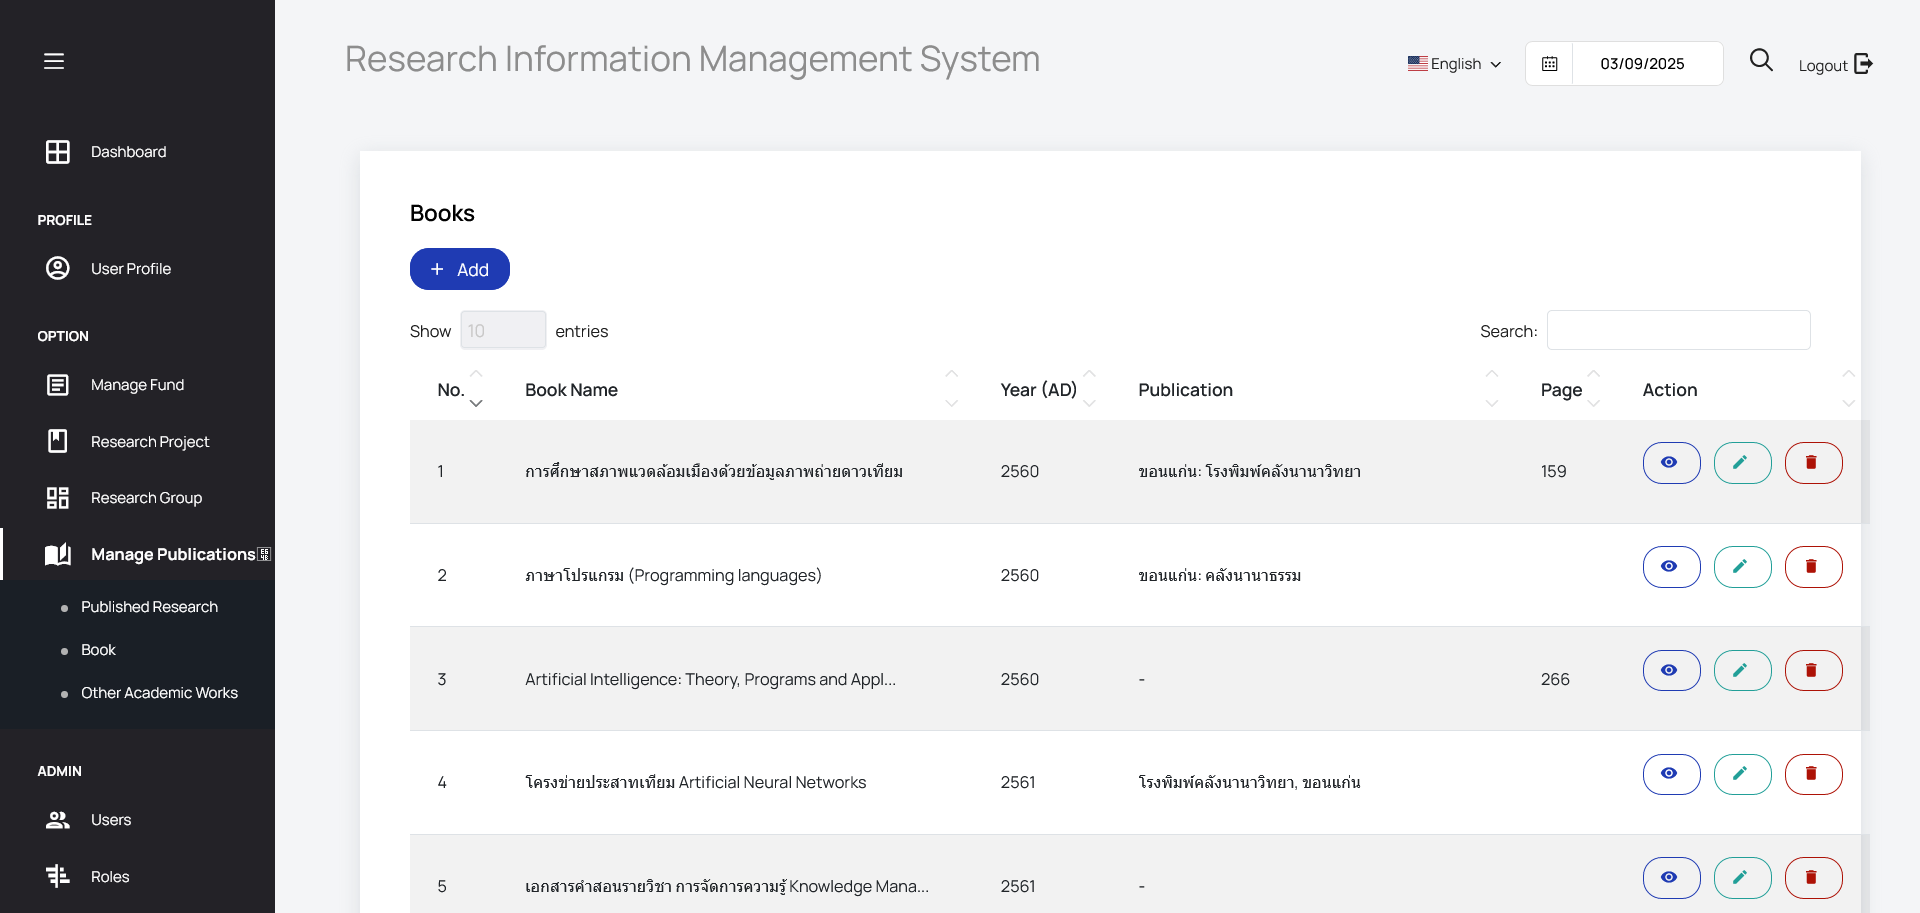 Research Information Management System
English
03/09/2025
Logout
Dashboard
PROFILE
User Profile
OPTION
Manage Fund
Research Project
Research Group
Manage Publications
Published Research
Book
Other Academic Works
ADMIN
Users
Roles
Books
+ Add
Show 10 entries
Search:
No. Book Name Year (AD) Publication Page Action
1 การศึกษาสภาพแวดล้อมเมืองด้วยข้อมูลภาพถ่ายดาวเทียม 2560 ขอนแก่น: โรงพิมพ์คลังนานาวิทยา 159
2 ภาษาโปรแกรม (Programming languages) 2560 ขอนแก่น: คลังนานาธรรม
3 Artificial Intelligence: Theory, Programs and Appl... 2560 - 266
4 โครงข่ายประสาทเทียม Artificial Neural Networks 2561 โรงพิมพ์คลังนานาวิทยา, ขอนแก่น
5 เอกสารคำสอนรายวิชา การจัดการความรู้ Knowledge Mana... 2561 -